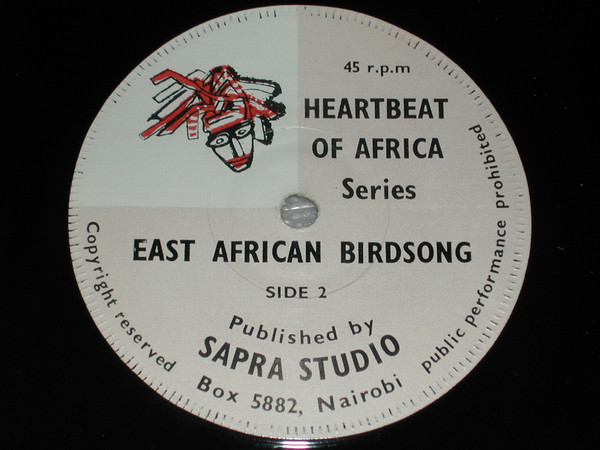 45 r.p.m
HEARTBEAT
OF AFRICA
Series
EAST AFRICAN BIRDSONG
SIDE 2
Published by
SAPRA STUDIO
Box 5882, Nairobi
Copyright reserved
public performance prohibited